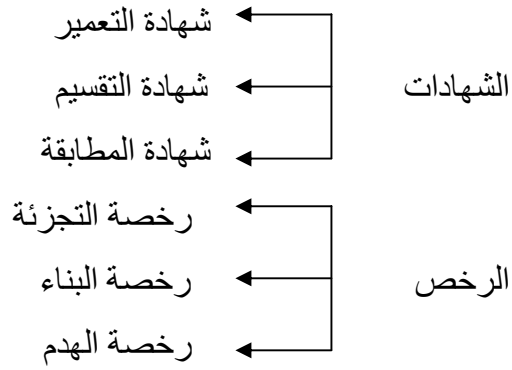 شهادة التعمير
الشهادات
شهادة التقسيم
شهادة المطابقة
رخصة التجزئة
الرخص
رخصة البناء
رخصة الهدم